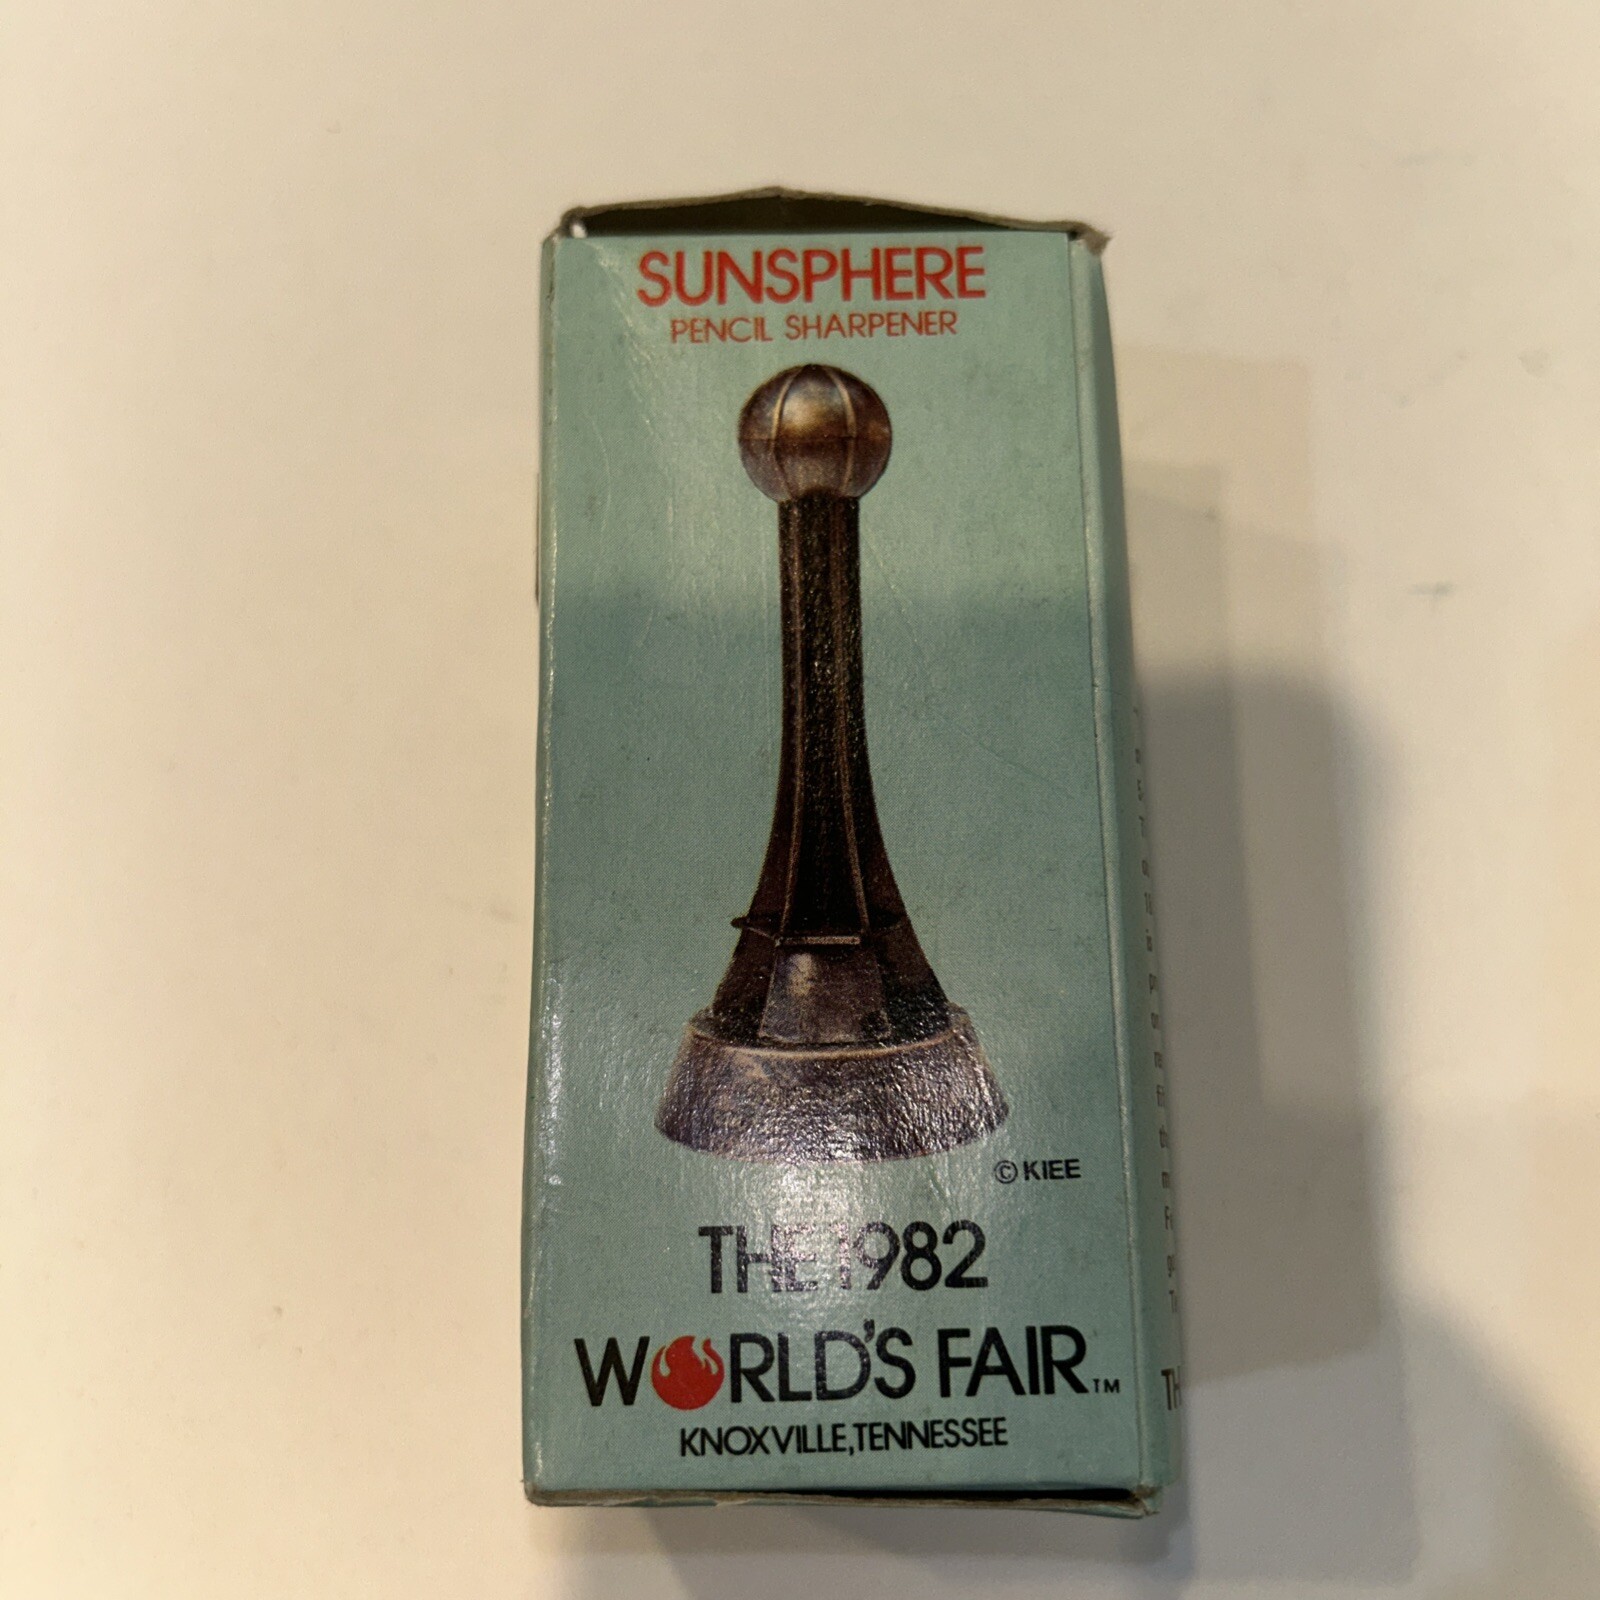 SUNSPHERE
PENCIL SHARPENER
© KIEE
THE 1982
WORLD'S FAIR™
KNOXVILLE, TENNESSEE